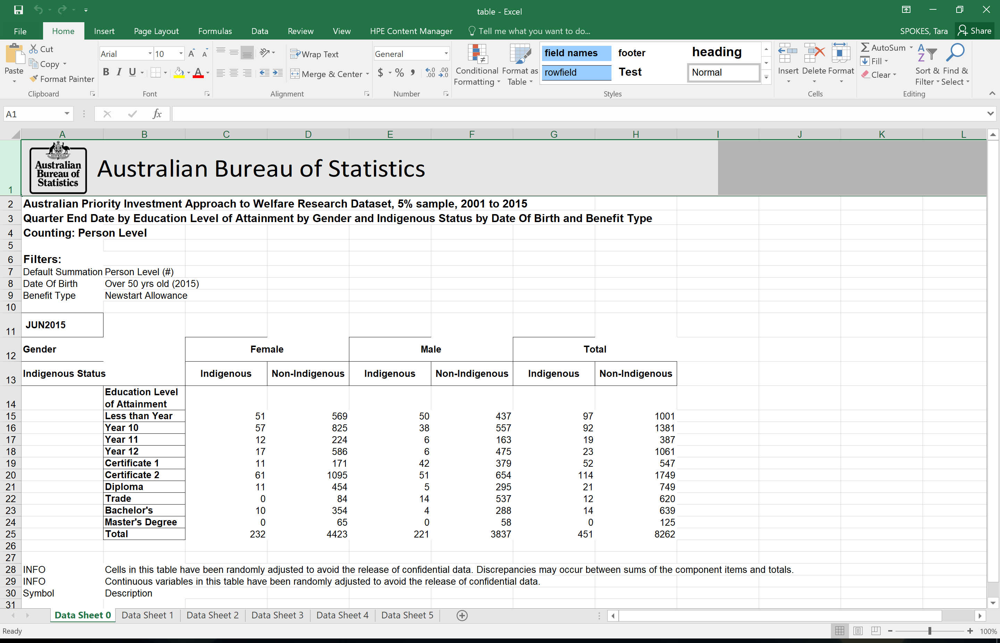 table - Excel
File Home Insert Page Layout Formulas Data Review View HPE Content Manager Tell me what you want to do... SPOKES, Tara Share
Paste Cut Copy Format Painter Clipboard
Arial 10 A A B I U A Font
Wrap Text Merge & Center Alignment
General $ % , .0 .00 .00 .0 Number
Conditional Formatting Format as Table
field names footer heading
rowfield Test Normal
Styles
Insert Delete Format Cells
AutoSum Fill Clear Sort & Filter Find & Select Editing
A1 fx
A B C D E F G H I J K L
1 AUSTRALIA Australian Bureau of Statistics Australian Bureau of Statistics
2 Australian Priority Investment Approach to Welfare Research Dataset, 5% sample, 2001 to 2015
3 Quarter End Date by Education Level of Attainment by Gender and Indigenous Status by Date Of Birth and Benefit Type
4 Counting: Person Level
5
6 Filters:
7 Default Summation Person Level (#)
8 Date Of Birth Over 50 yrs old (2015)
9 Benefit Type Newstart Allowance
10
11 JUN2015
12 Gender Female Male Total
13 Indigenous Status Indigenous Non-Indigenous Indigenous Non-Indigenous Indigenous Non-Indigenous
14 Education Level of Attainment
15 Less than Year 51 569 50 437 97 1001
16 Year 10 57 825 38 557 92 1381
17 Year 11 12 224 6 163 19 387
18 Year 12 17 586 6 475 23 1061
19 Certificate 1 11 171 42 379 52 547
20 Certificate 2 61 1095 51 654 114 1749
21 Diploma 11 454 5 295 21 749
22 Trade 0 84 14 537 12 620
23 Bachelor's 10 354 4 288 14 639
24 Master's Degree 0 65 0 58 0 125
25 Total 232 4423 221 3837 451 8262
26
27
28 INFO Cells in this table have been randomly adjusted to avoid the release of confidential data. Discrepancies may occur between sums of the component items and totals.
29 INFO Continuous variables in this table have been randomly adjusted to avoid the release of confidential data.
30 Symbol Description
31
Data Sheet 0 Data Sheet 1 Data Sheet 2 Data Sheet 3 Data Sheet 4 Data Sheet 5
Ready 100%